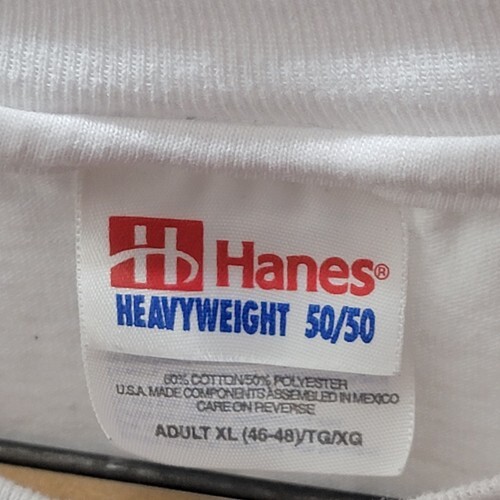 H Hanes®
HEAVYWEIGHT 50/50
50% COTTON/50% POLYESTER
U.S.A. MADE COMPONENTS ASSEMBLED IN MEXICO
CARE ON REVERSE
ADULT XL (46-48)/TG/XG